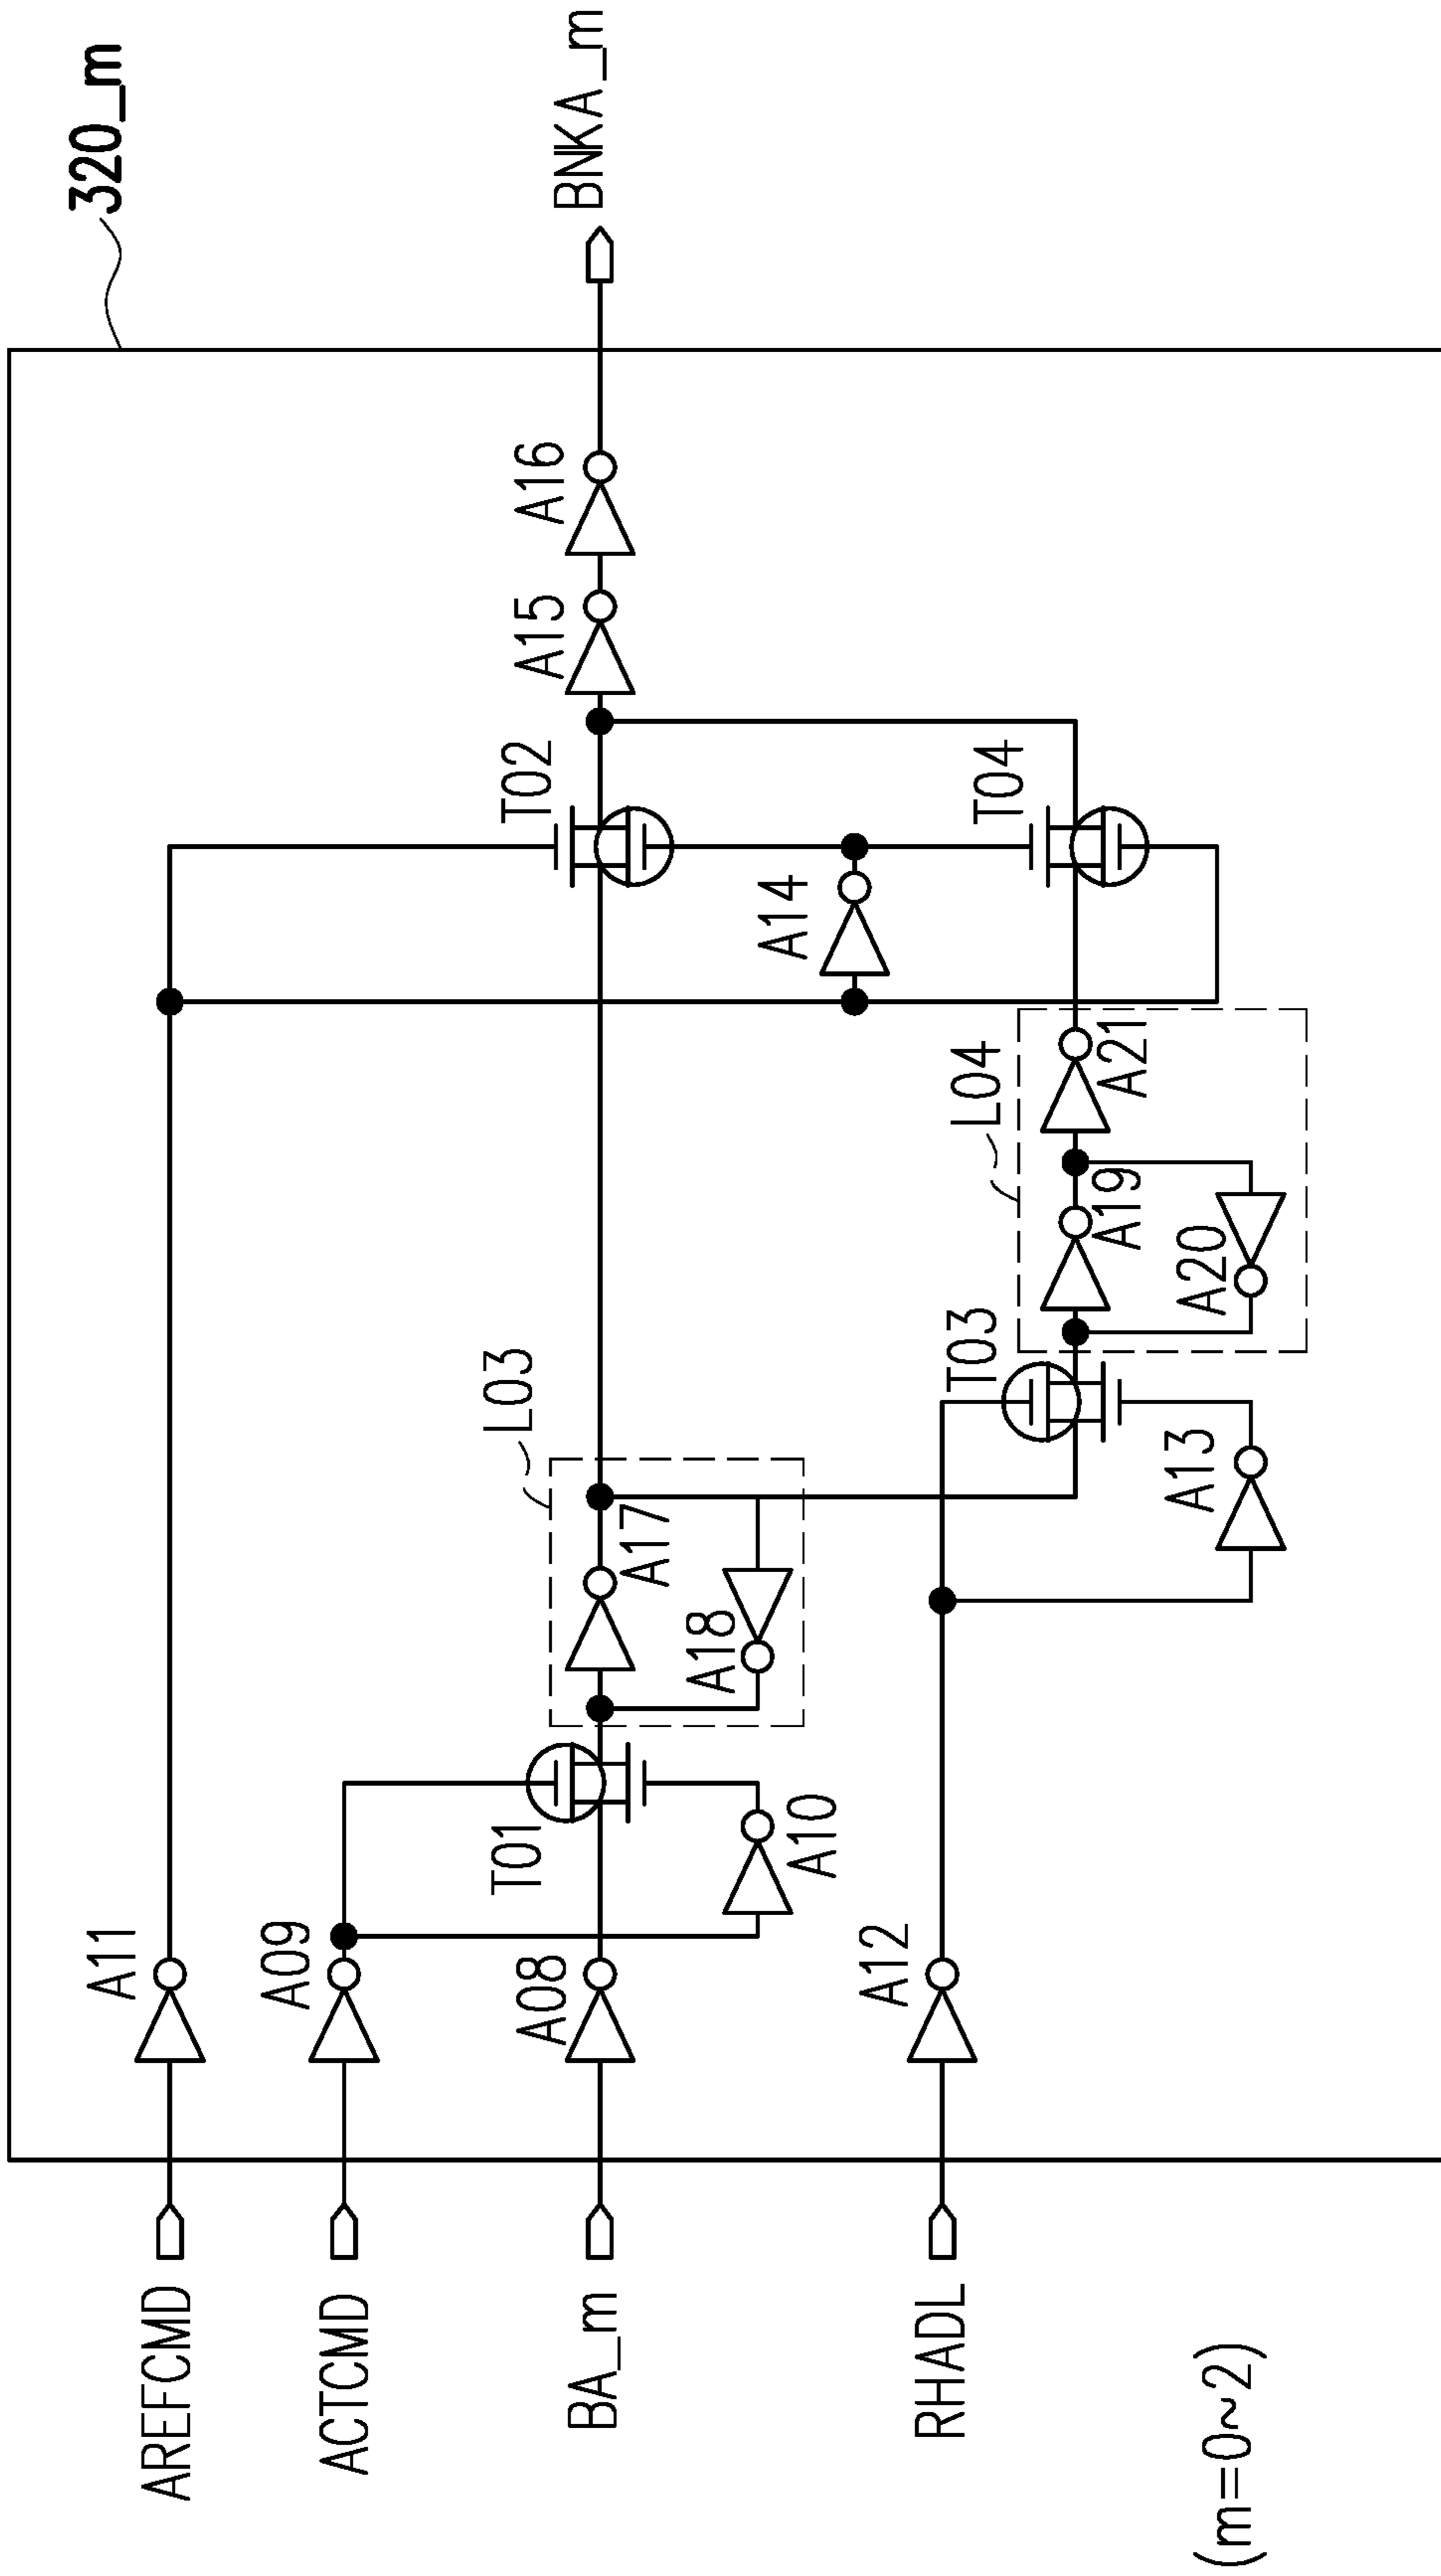 320_m
AREFCMD
A11
ACTCMD
A09
BA_m
A08
T01
A10
L03
A17
A18
T02
A15
A16
BNKA_m
A14
RHADL
A12
A13
T03
L04
A19
A20
A21
T04
(m=0~2)